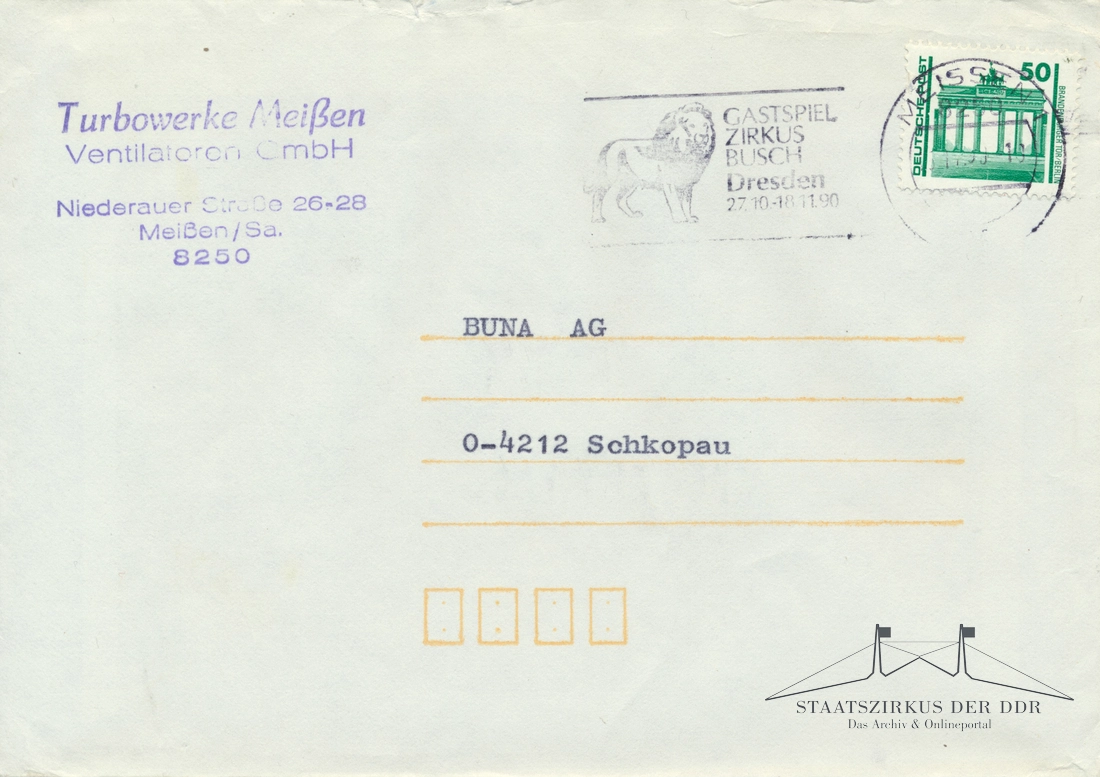 Turbowerke Meißen
Ventilatoren GmbH
Niederauer Straße 26-28
Meißen/Sa.
8250
GASTSPIEL
ZIRKUS
BUSCH
Dresden
27.10.-18.11.90
MEISSEN
DEUTSCHE POST
50
BRANDENBURGER TOR/BERLIN
BUNA AG
O-4212 Schkopau
STAATSZIRKUS DER DDR
Das Archiv & Onlineportal